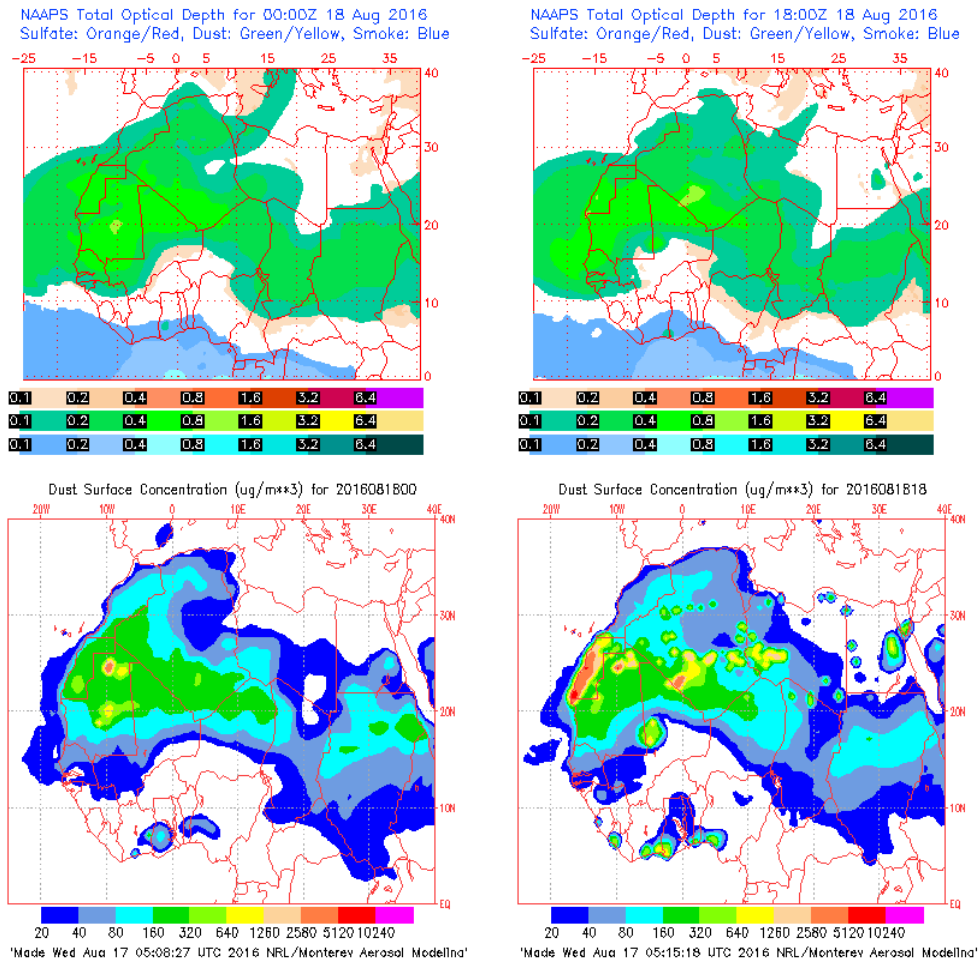 NAAPS Total Optical Depth for 00:00Z 18 Aug 2016
Sulfate: Orange/Red, Dust: Green/Yellow, Smoke: Blue
-25 -15 -5 0 5 15 25 35
40
30
20
10
0
0.1 0.2 0.4 0.8 1.6 3.2 6.4
0.1 0.2 0.4 0.8 1.6 3.2 6.4
0.1 0.2 0.4 0.8 1.6 3.2 6.4
NAAPS Total Optical Depth for 18:00Z 18 Aug 2016
Sulfate: Orange/Red, Dust: Green/Yellow, Smoke: Blue
-25 -15 -5 0 5 15 25 35
40
30
20
10
0
0.1 0.2 0.4 0.8 1.6 3.2 6.4
0.1 0.2 0.4 0.8 1.6 3.2 6.4
0.1 0.2 0.4 0.8 1.6 3.2 6.4
Dust Surface Concentration (ug/m**3) for 2016081800
20W 10W 0 10E 20E 30E 40E
40N
30N
20N
10N
EQ
20 40 80 160 320 640 1260 2580 5120 10240
'Made Wed Aug 17 05:08:27 UTC 2016 NRL/Monterey Aerosol Modeling'
Dust Surface Concentration (ug/m**3) for 2016081818
20W 10W 0 10E 20E 30E 40E
40N
30N
20N
10N
EQ
20 40 80 160 320 640 1260 2580 5120 10240
'Made Wed Aug 17 05:15:19 UTC 2016 NRL/Monterey Aerosol Modeling'